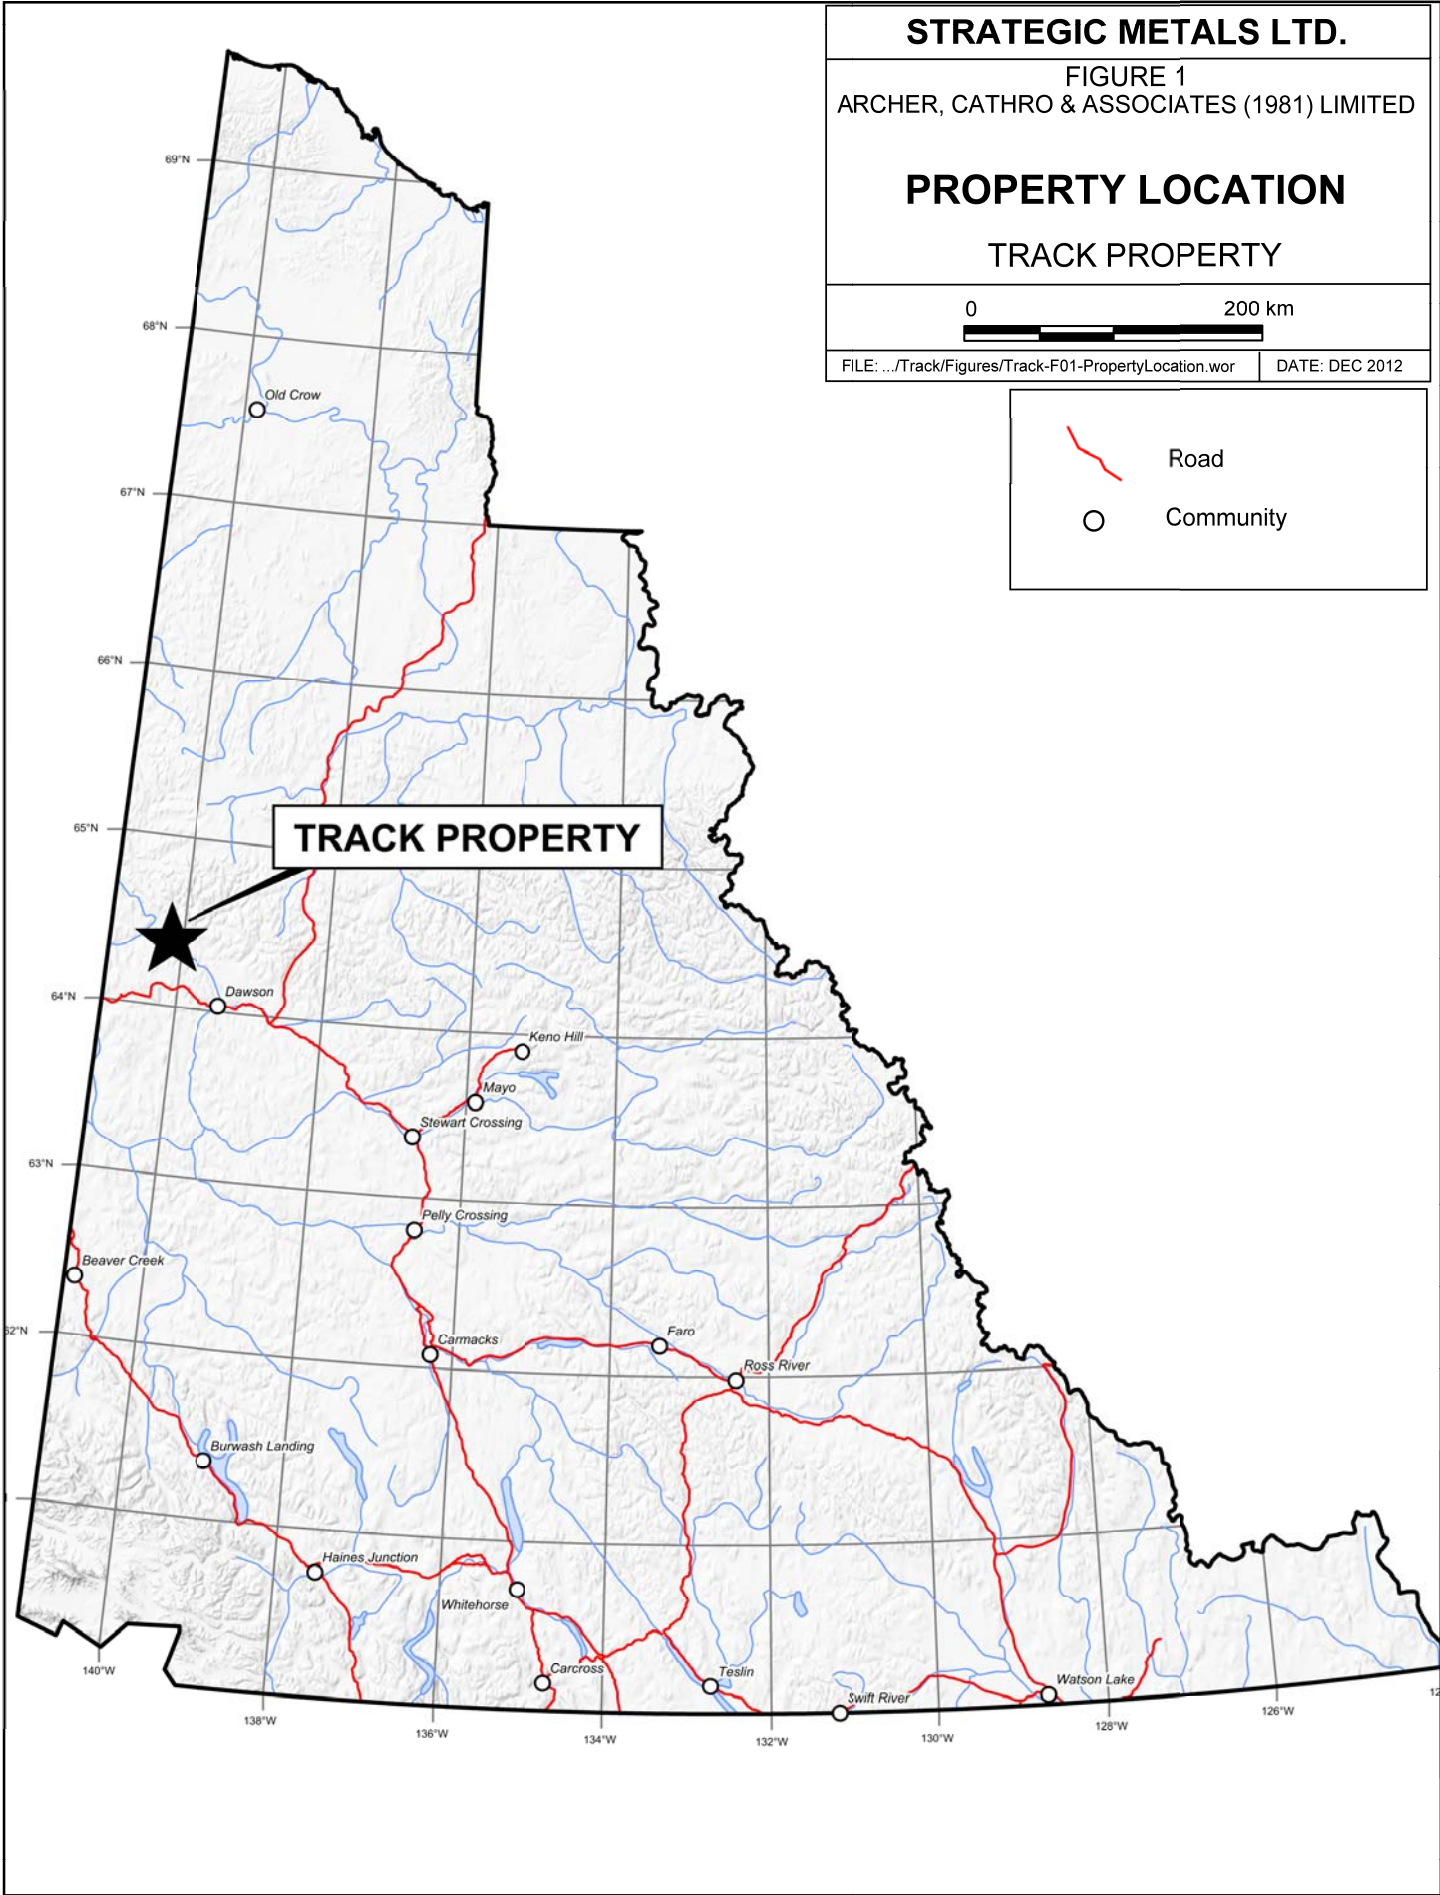 STRATEGIC METALS LTD.
FIGURE 1
ARCHER, CATHRO & ASSOCIATES (1981) LIMITED
PROPERTY LOCATION
TRACK PROPERTY
0 200 km
FILE: .../Track/Figures/Track-F01-PropertyLocation.wor DATE: DEC 2012
Road
Community
69°N
68°N
Old Crow
67°N
66°N
65°N
TRACK PROPERTY
64°N
Dawson
Keno Hill
Mayo
Stewart Crossing
63°N
Pelly Crossing
Beaver Creek
62°N
Carmacks
Faro
Ross River
Burwash Landing
Haines Junction
Whitehorse
Carcross
Teslin
Swift River
Watson Lake
140°W
138°W
136°W
134°W
132°W
130°W
128°W
126°W
12